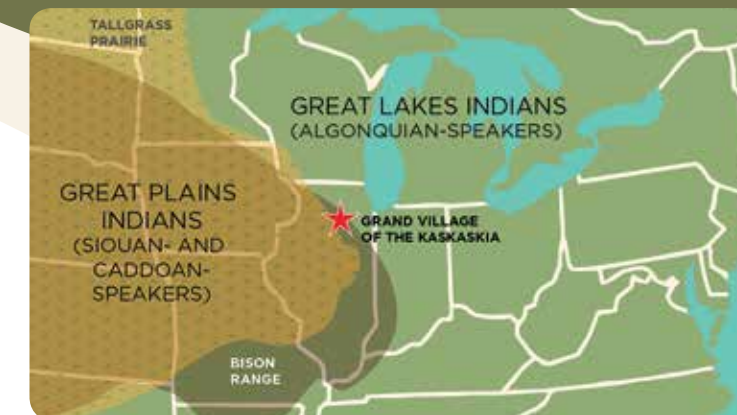 TALLGRASS
PRAIRIE
GREAT LAKES INDIANS
(ALGONQUIAN-SPEAKERS)
GREAT PLAINS
INDIANS
(SIOUAN- AND
CADDOAN-
SPEAKERS)
GRAND VILLAGE
OF THE KASKASKIA
BISON
RANGE